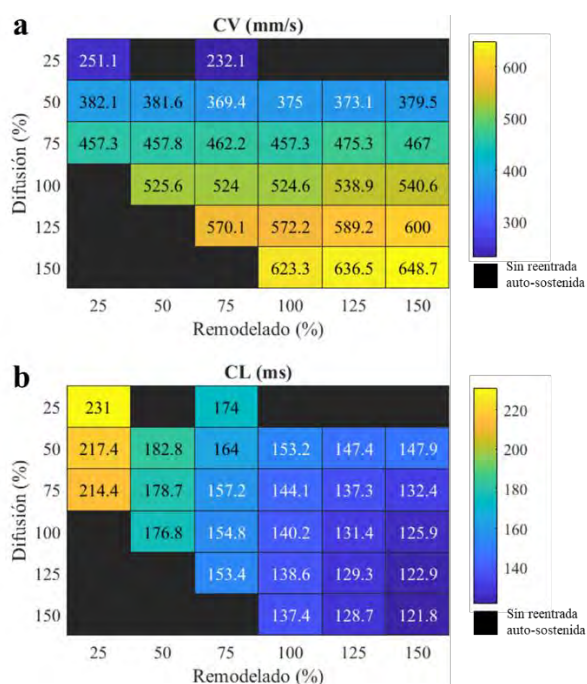 a
CV (mm/s)
25 251.1 232.1
50 382.1 381.6 369.4 375 373.1 379.5
75 457.3 457.8 462.2 457.3 475.3 467
100 525.6 524 524.6 538.9 540.6
125 570.1 572.2 589.2 600
150 623.3 636.5 648.7
25 50 75 100 125 150
Difusión (%)
Remodelado (%)
600
500
400
300
Sin reentrada
auto-sostenida
b
CL (ms)
25 231 174
50 217.4 182.8 164 153.2 147.4 147.9
75 214.4 178.7 157.2 144.1 137.3 132.4
100 176.8 154.8 140.2 131.4 125.9
125 153.4 138.6 129.3 122.9
150 137.4 128.7 121.8
25 50 75 100 125 150
Difusión (%)
Remodelado (%)
220
200
180
160
140
Sin reentrada
auto-sostenida